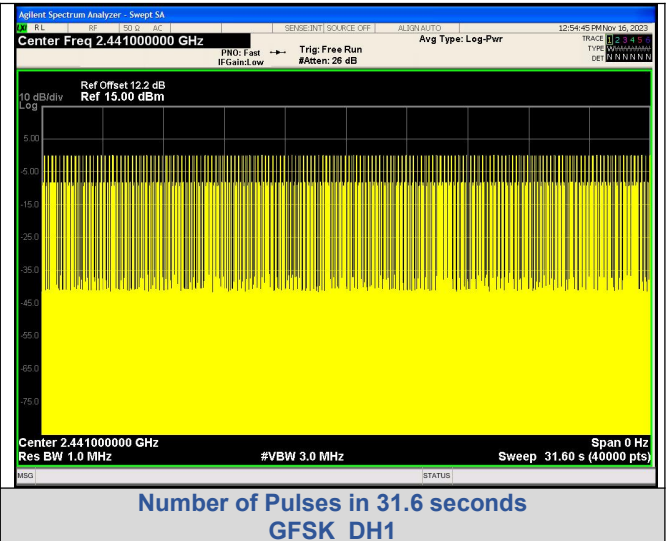 Agilent Spectrum Analyzer - Swept SA
RL RF 50 Ω AC SENSE:INT SOURCE OFF ALIGN AUTO 12:54:45 PM Nov 16, 2023
Center Freq 2.441000000 GHz Avg Type: Log-Pwr TRACE 1 2 3 4 5 6
PNO: Fast Trig: Free Run TYPE
IFGain:Low #Atten: 26 dB DET N N N N N N
Ref Offset 12.2 dB
10 dB/div Ref 15.00 dBm
Log
5.00
-5.00
-15.0
-25.0
-35.0
-45.0
-55.0
-65.0
-75.0
Center 2.441000000 GHz Span 0 Hz
Res BW 1.0 MHz #VBW 3.0 MHz Sweep 31.60 s (40000 pts)
MSG STATUS
Number of Pulses in 31.6 seconds
GFSK DH1